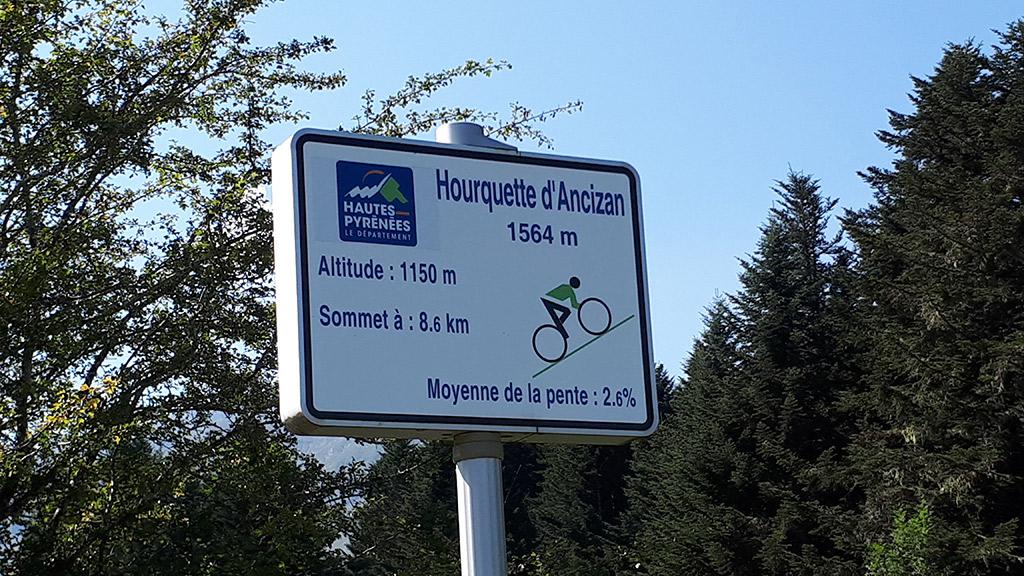 HAUTES
PYRÉNÉES
LE DÉPARTEMENT
Hourquette d'Ancizan
1564 m
Altitude : 1150 m
Sommet à : 8.6 km
Moyenne de la pente : 2.6%